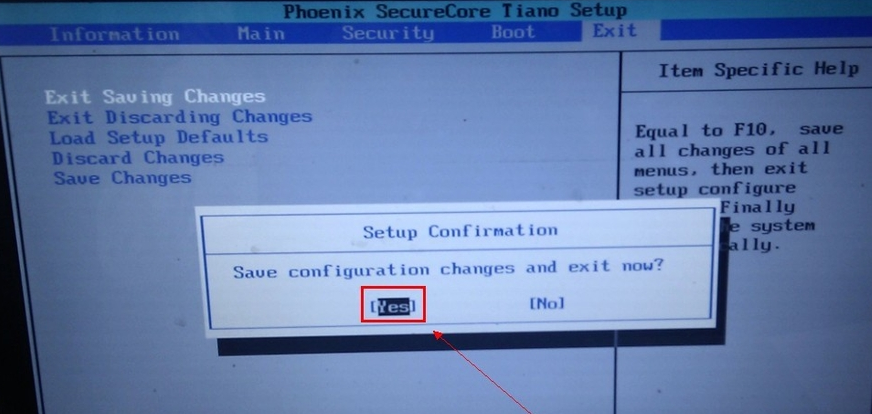 Phoenix SecureCore Tiano Setup
Information Main Security Boot Exit
Item Specific Help
Exit Saving Changes
Exit Discarding Changes
Load Setup Defaults
Discard Changes
Save Changes
Equal to F10, save
all changes of all
menus, then exit
setup configure
Finally
system
Setup Confirmation
Save configuration changes and exit now?
[Yes] [No]